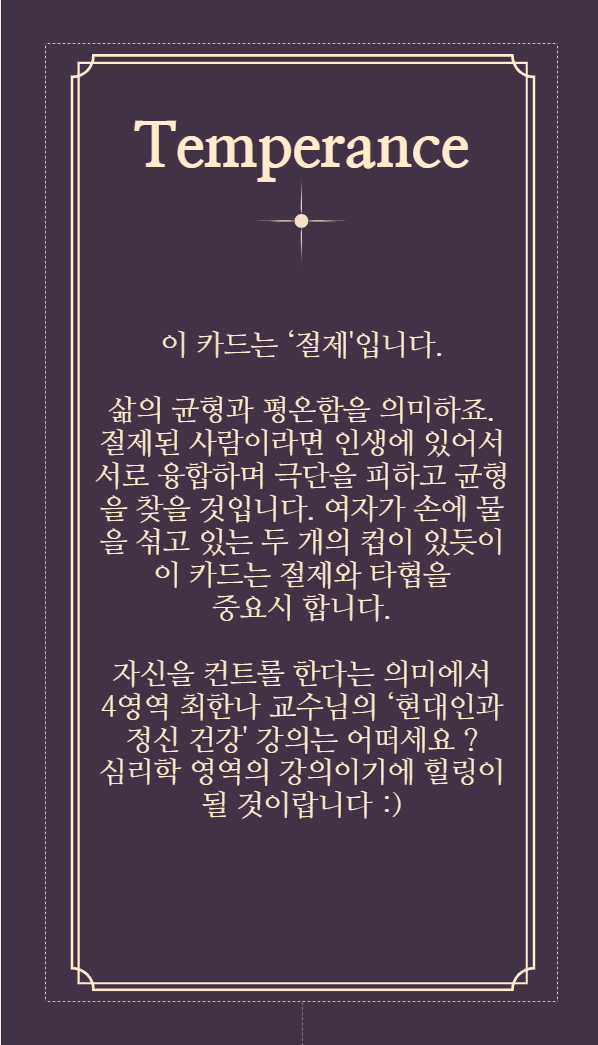 Temperance
이 카드는 ‘절제'입니다.
삶의 균형과 평온함을 의미하죠.
절제된 사람이라면 인생에 있어서
서로 융합하며 극단을 피하고 균형
을 찾을 것입니다. 여자가 손에 물
을 섞고 있는 두 개의 컵이 있듯이
이 카드는 절제와 타협을
중요시 합니다.
자신을 컨트롤 한다는 의미에서
4영역 최한나 교수님의 ‘현대인과
정신 건강' 강의는 어떠세요 ?
심리학 영역의 강의이기에 힐링이
될 것이랍니다 :)